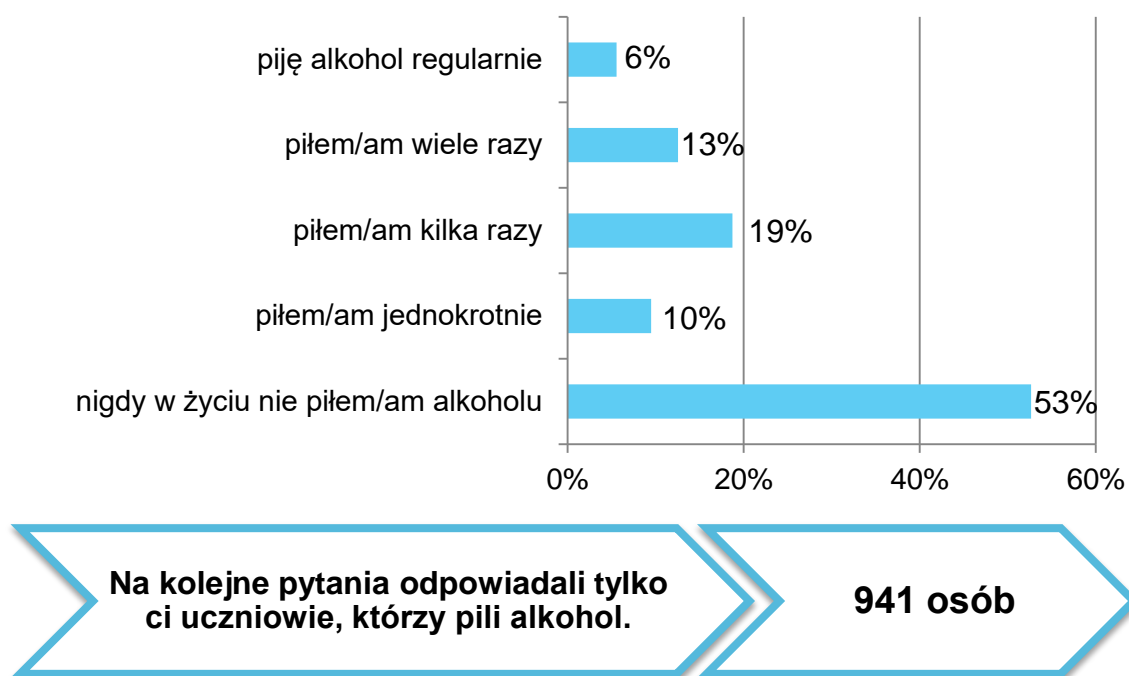 piję alkohol regularnie 6%
piłem/am wiele razy 13%
piłem/am kilka razy 19%
piłem/am jednokrotnie 10%
nigdy w życiu nie piłem/am alkoholu 53%
0% 20% 40% 60%
Na kolejne pytania odpowiadali tylko
ci uczniowie, którzy pili alkohol.
941 osób